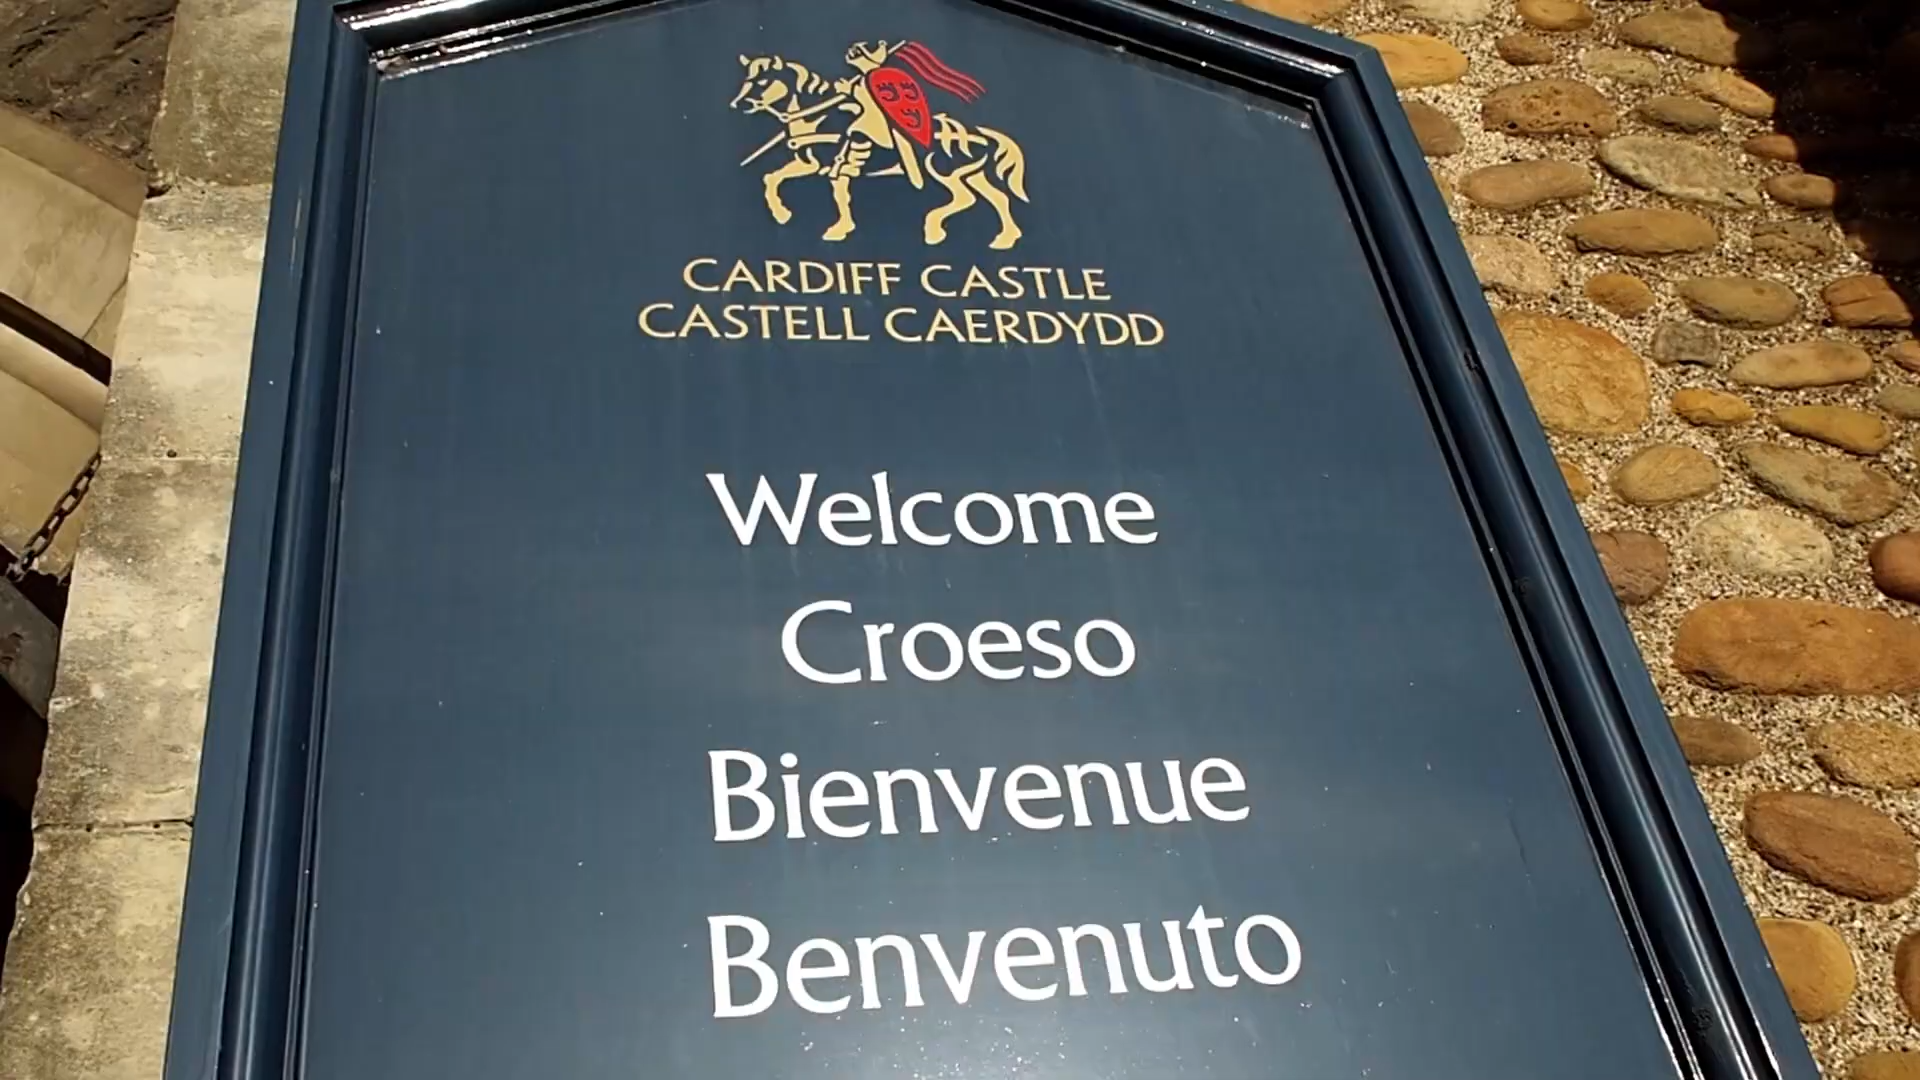 CARDIFF CASTLE
CASTELL CAERDYDD
Welcome
Croeso
Bienvenue
Benvenuto